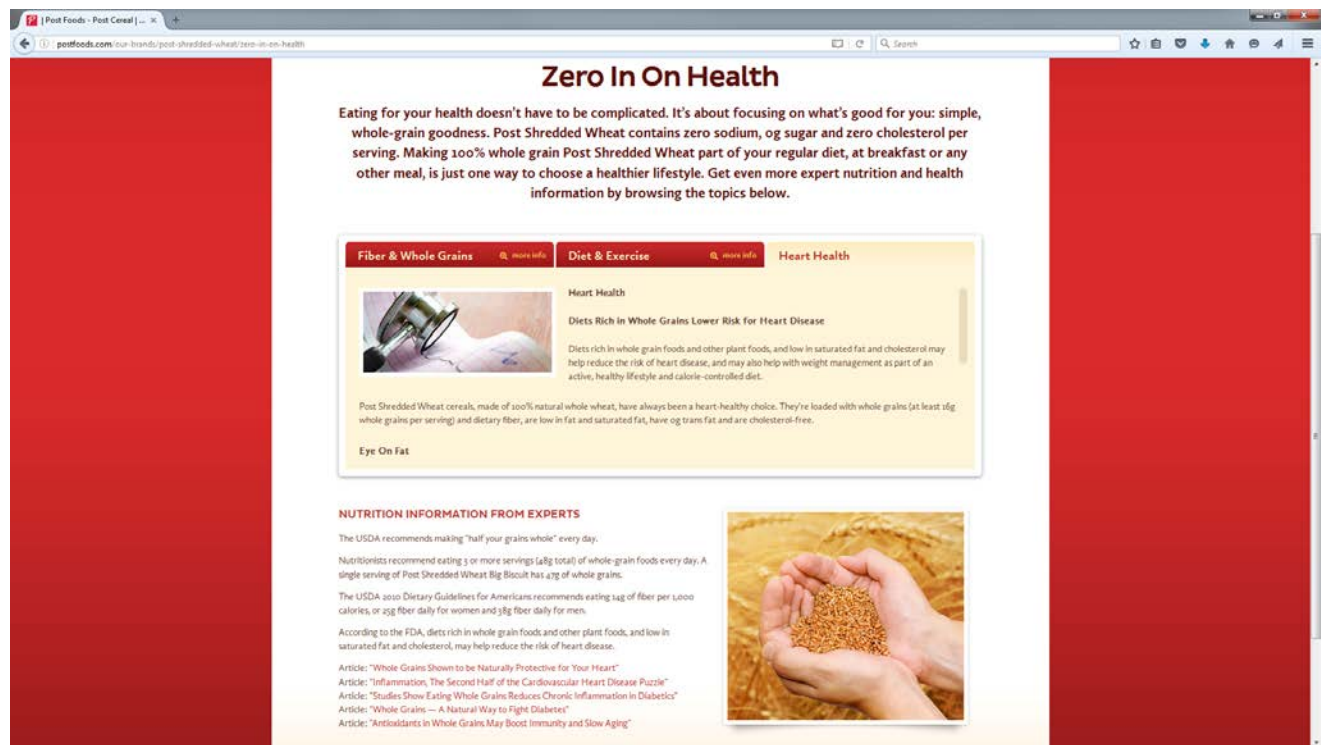 | Post Foods - Post Cereal | ...
postfoods.com/our-brands/post-shredded-wheat/zero-in-on-health
Search
Zero In On Health
Eating for your health doesn't have to be complicated. It's about focusing on what's good for you: simple,
whole-grain goodness. Post Shredded Wheat contains zero sodium, 0g sugar and zero cholesterol per
serving. Making 100% whole grain Post Shredded Wheat part of your regular diet, at breakfast or any
other meal, is just one way to choose a healthier lifestyle. Get even more expert nutrition and health
information by browsing the topics below.
Fiber & Whole Grains more info Diet & Exercise more info Heart Health
Heart Health
Diets Rich in Whole Grains Lower Risk for Heart Disease
Diets rich in whole grain foods and other plant foods, and low in saturated fat and cholesterol may
help reduce the risk of heart disease, and may also help with weight management as part of an
active, healthy lifestyle and calorie-controlled diet.
Post Shredded Wheat cereals, made of 100% natural whole wheat, have always been a heart-healthy choice. They're loaded with whole grains (at least 16g
whole grains per serving) and dietary fiber, are low in fat and saturated fat, have 0g trans fat and are cholesterol-free.
Eye On Fat
NUTRITION INFORMATION FROM EXPERTS
The USDA recommends making "half your grains whole" every day.
Nutritionists recommend eating 3 or more servings (48g total) of whole-grain foods every day. A
single serving of Post Shredded Wheat Big Biscuit has 47g of whole grains.
The USDA 2010 Dietary Guidelines for Americans recommends eating 14g of fiber per 1,000
calories, or 25g fiber daily for women and 38g fiber daily for men.
According to the FDA, diets rich in whole grain foods and other plant foods, and low in
saturated fat and cholesterol, may help reduce the risk of heart disease.
Article: "Whole Grains Shown to be Naturally Protective for Your Heart"
Article: "Inflammation, The Second Half of the Cardiovascular Heart Disease Puzzle"
Article: "Studies Show Eating Whole Grains Reduces Chronic Inflammation in Diabetics"
Article: "Whole Grains — A Natural Way to Fight Diabetes"
Article: "Antioxidants in Whole Grains May Boost Immunity and Slow Aging"